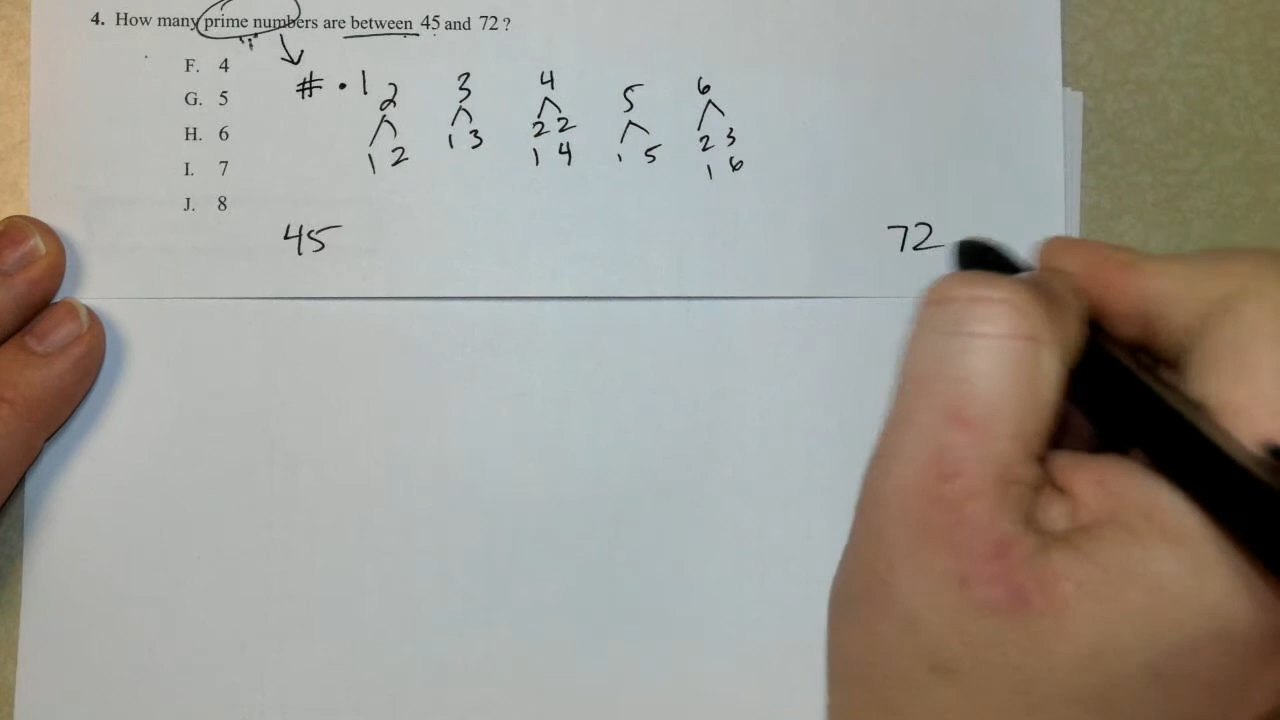 4. How many prime numbers are between 45 and 72 ?
F. 4
G. 5
H. 6
I. 7
J. 8
# · 1 2 3 4 5 6
1 2 1 3 2 2 1 5 2 3
1 4 1 6
45 72